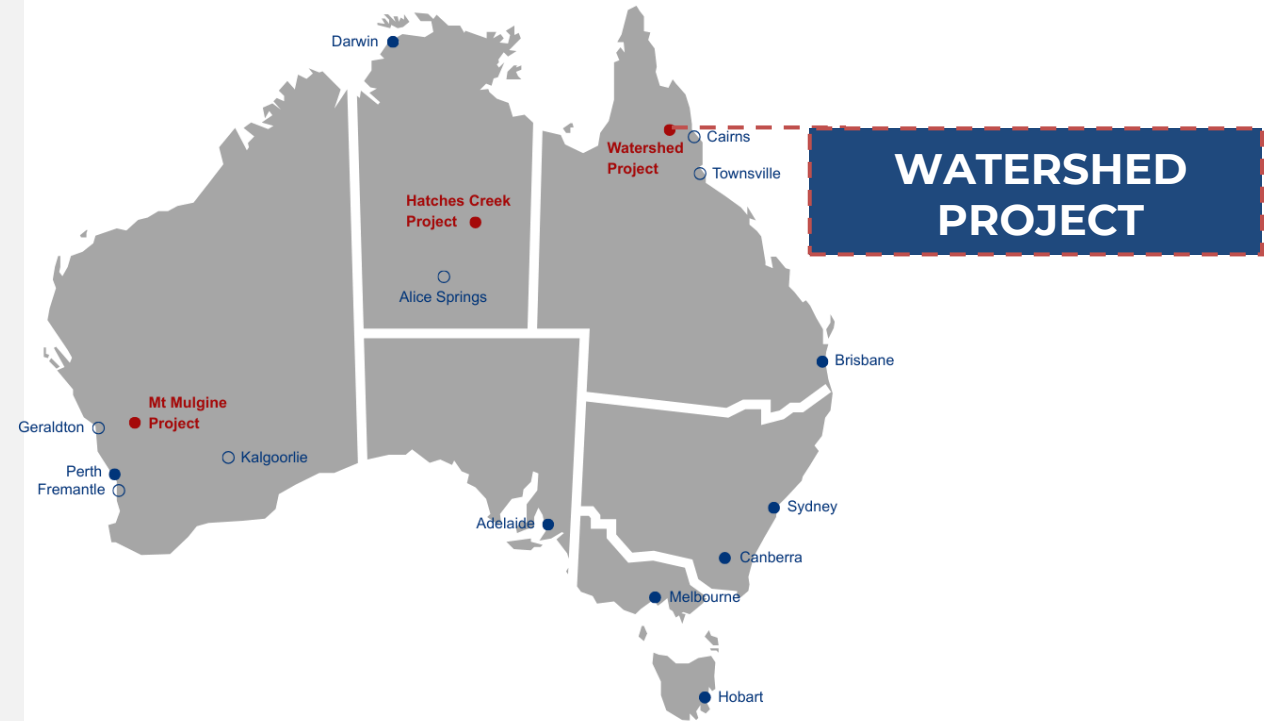 Darwin
Cairns
Watershed
Project
Townsville
WATERSHED
PROJECT
Hatches Creek
Project
Alice Springs
Brisbane
Mt Mulgine
Project
Geraldton
Kalgoorlie
Perth
Fremantle
Sydney
Adelaide
Canberra
Melbourne
Hobart